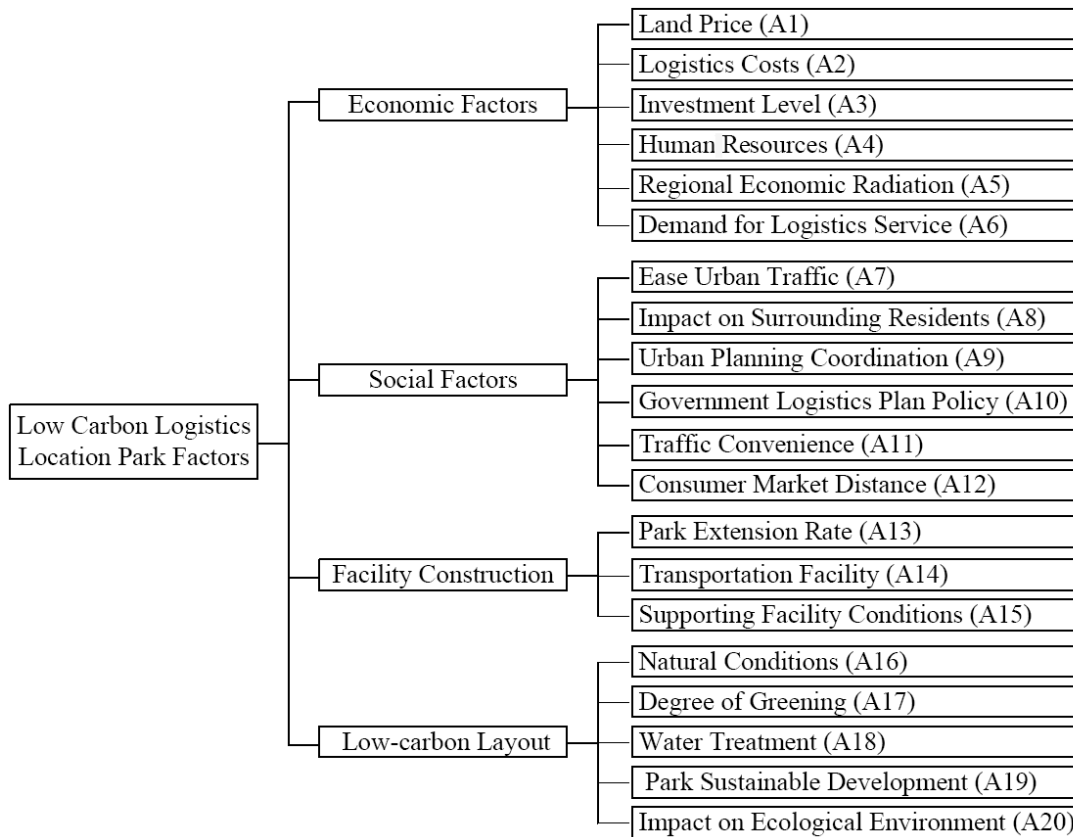 Low Carbon Logistics
Location Park Factors
Economic Factors
Land Price (A1)
Logistics Costs (A2)
Investment Level (A3)
Human Resources (A4)
Regional Economic Radiation (A5)
Demand for Logistics Service (A6)
Social Factors
Ease Urban Traffic (A7)
Impact on Surrounding Residents (A8)
Urban Planning Coordination (A9)
Government Logistics Plan Policy (A10)
Traffic Convenience (A11)
Consumer Market Distance (A12)
Facility Construction
Park Extension Rate (A13)
Transportation Facility (A14)
Supporting Facility Conditions (A15)
Low-carbon Layout
Natural Conditions (A16)
Degree of Greening (A17)
Water Treatment (A18)
Park Sustainable Development (A19)
Impact on Ecological Environment (A20)